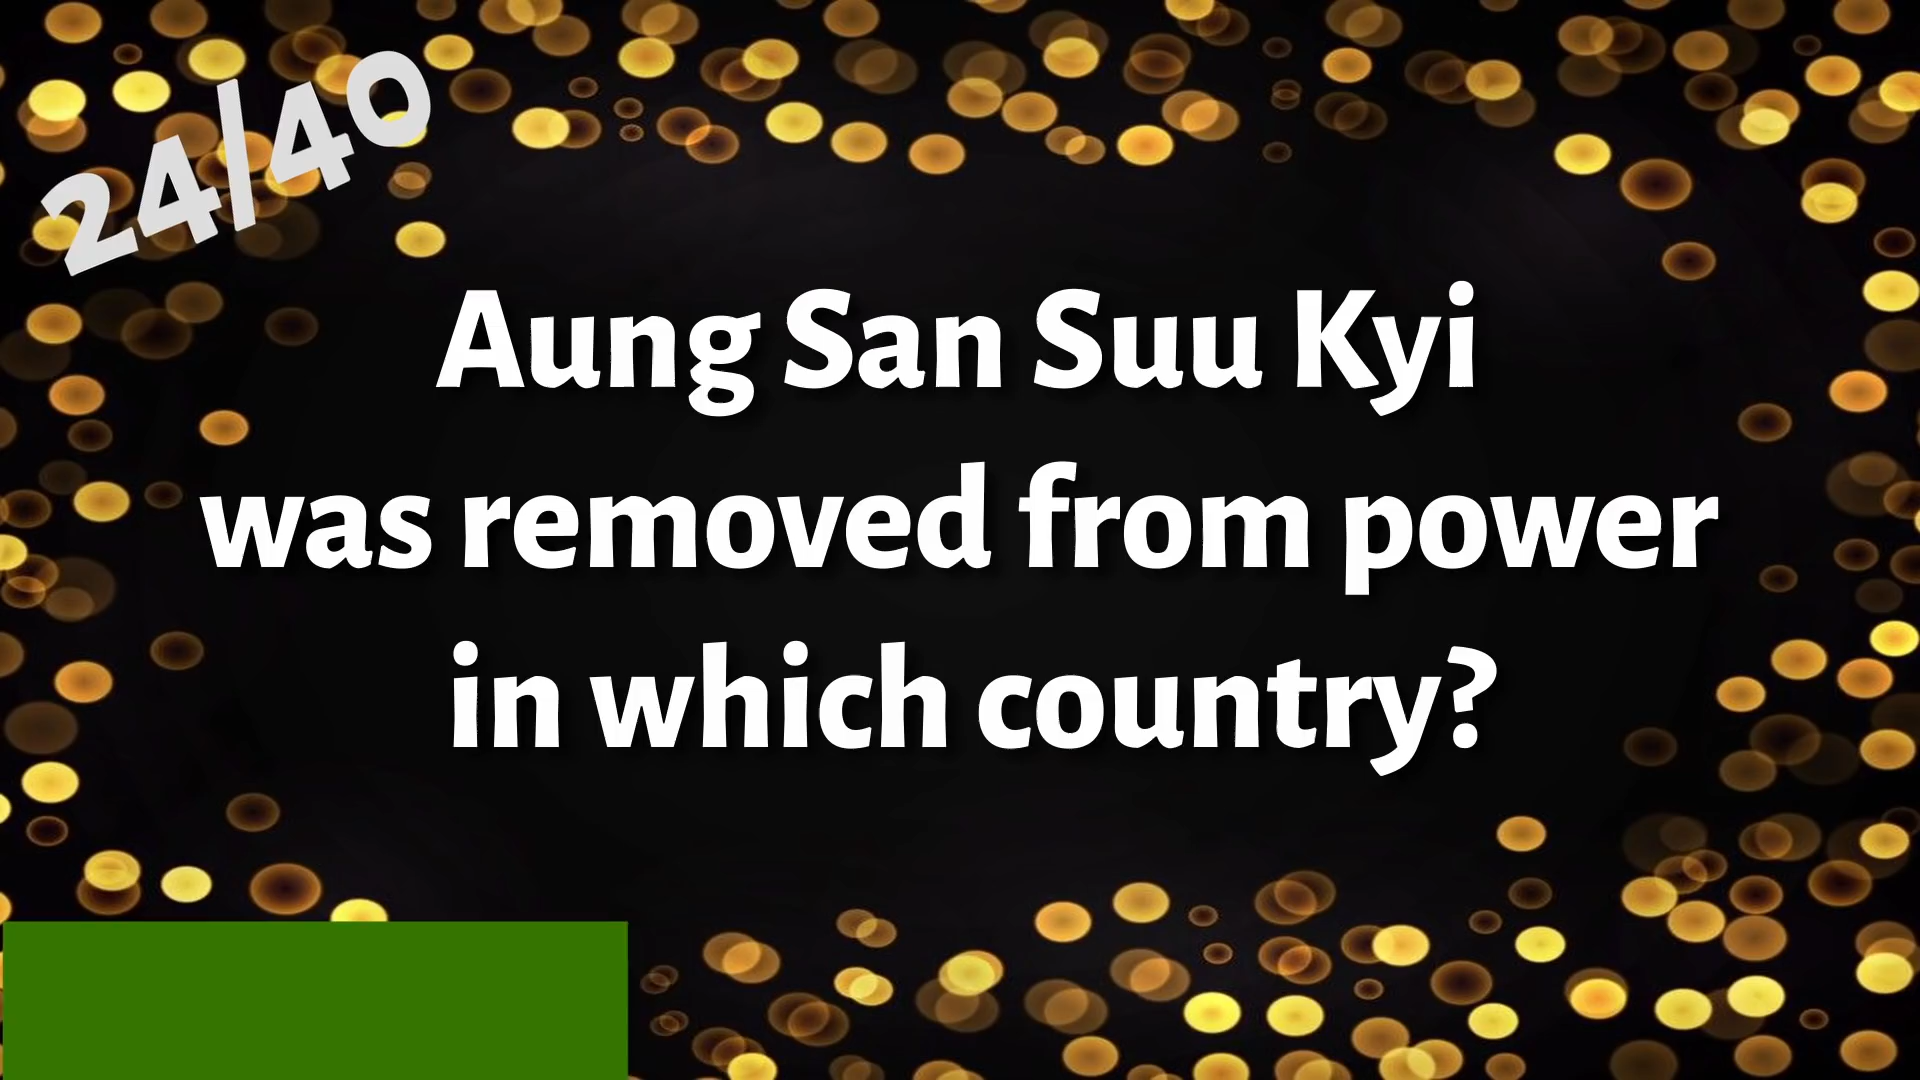 24/40
Aung San Suu Kyi
was removed from power
in which country?